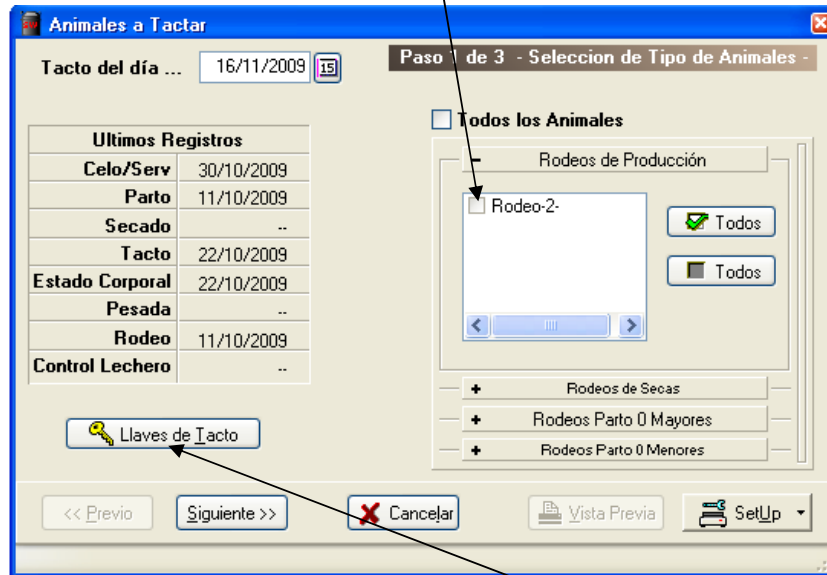 Animales a Tactar
Tacto del día ... 16/11/2009 15
Paso 1 de 3 - Seleccion de Tipo de Animales -
Todos los Animales
Ultimos Registros
Celo/Serv 30/10/2009
Parto 11/10/2009
Secado --
Tacto 22/10/2009
Estado Corporal 22/10/2009
Pesada --
Rodeo 11/10/2009
Control Lechero --
Llaves de Tacto
- Rodeos de Producción
Rodeo-2-
Todos
Todos
+ Rodeos de Secas
+ Rodeos Parto 0 Mayores
+ Rodeos Parto 0 Menores
<< Previo
Siguiente >>
Cancelar
Vista Previa
SetUp